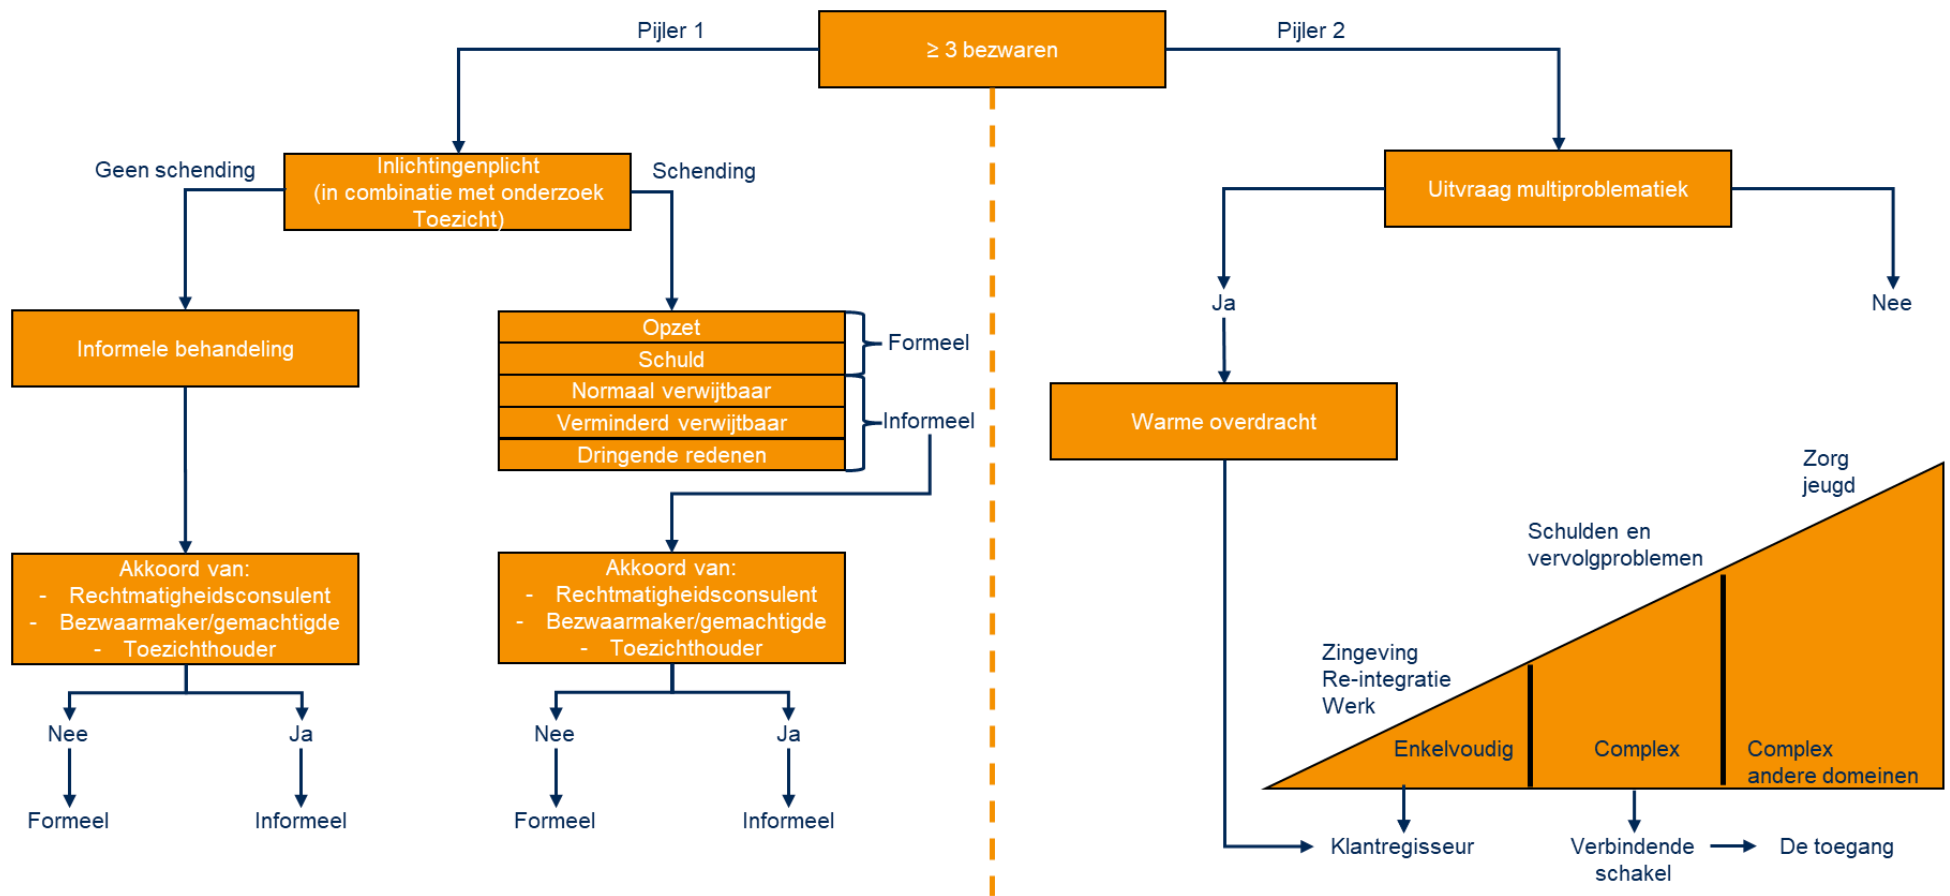 Pijler 1
≥ 3 bezwaren
Pijler 2
Geen schending
Inlichtingenplicht
(in combinatie met onderzoek
Toezicht)
Schending
Uitvraag multiproblematiek
Ja
Nee
Informele behandeling
Opzet
Schuld
Normaal verwijtbaar
Verminderd verwijtbaar
Dringende redenen
Formeel
Informeel
Warme overdracht
Akkoord van:
- Rechtmatigheidsconsulent
- Bezwaarmaker/gemachtigde
- Toezichthouder
Nee
Ja
Formeel
Informeel
Akkoord van:
- Rechtmatigheidsconsulent
- Bezwaarmaker/gemachtigde
- Toezichthouder
Nee
Ja
Formeel
Informeel
Zorg
jeugd
Schulden en
vervolgproblemen
Zingeving
Re-integratie
Werk
Enkelvoudig
Complex
Complex
andere domeinen
Klantregisseur
Verbindende
schakel
De toegang